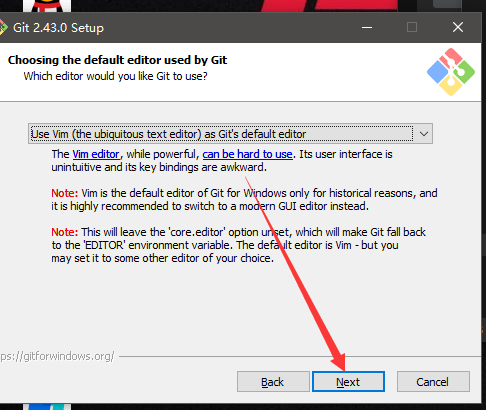 Git 2.43.0 Setup
Choosing the default editor used by Git
Which editor would you like Git to use?
Use Vim (the ubiquitous text editor) as Git's default editor
The Vim editor, while powerful, can be hard to use. Its user interface is
unintuitive and its key bindings are awkward.
Note: Vim is the default editor of Git for Windows only for historical reasons, and
it is highly recommended to switch to a modern GUI editor instead.
Note: This will leave the 'core.editor' option unset, which will make Git fall back
to the 'EDITOR' environment variable. The default editor is Vim - but you
may set it to some other editor of your choice.
ps://gitforwindows.org/
Back
Next
Cancel